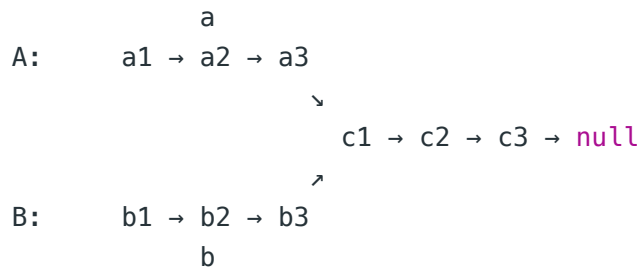 a
A: a1 → a2 → a3
↘
c1 → c2 → c3 → null
↗
B: b1 → b2 → b3
b